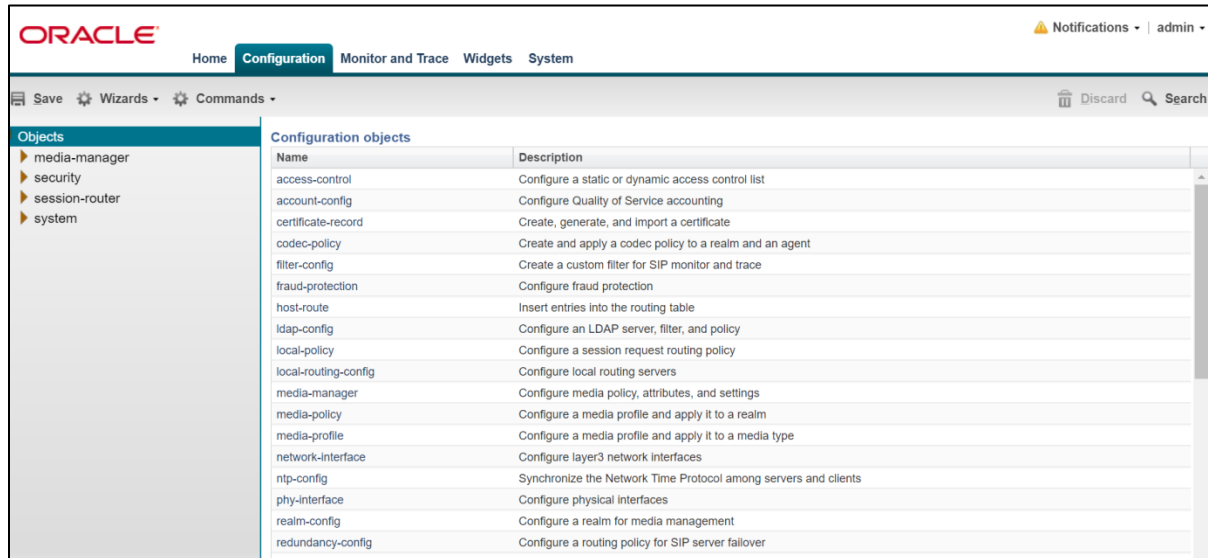 ORACLE
Notifications | admin
Home Configuration Monitor and Trace Widgets System
Save Wizards Commands Discard Search
Objects
media-manager
security
session-router
system
Configuration objects
Name Description
access-control Configure a static or dynamic access control list
account-config Configure Quality of Service accounting
certificate-record Create, generate, and import a certificate
codec-policy Create and apply a codec policy to a realm and an agent
filter-config Create a custom filter for SIP monitor and trace
fraud-protection Configure fraud protection
host-route Insert entries into the routing table
ldap-config Configure an LDAP server, filter, and policy
local-policy Configure a session request routing policy
local-routing-config Configure local routing servers
media-manager Configure media policy, attributes, and settings
media-policy Configure a media profile and apply it to a realm
media-profile Configure a media profile and apply it to a media type
network-interface Configure layer3 network interfaces
ntp-config Synchronize the Network Time Protocol among servers and clients
phy-interface Configure physical interfaces
realm-config Configure a realm for media management
redundancy-config Configure a routing policy for SIP server failover